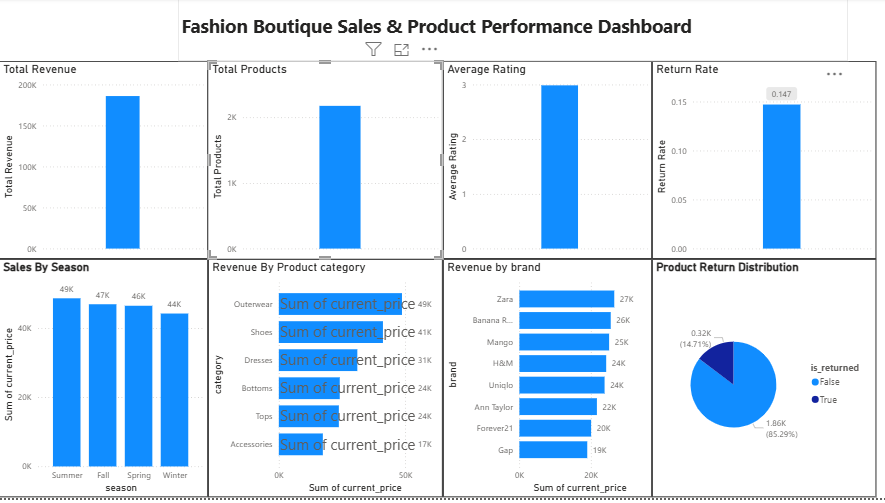 Fashion Boutique Sales & Product Performance Dashboard
Total Revenue
200K
150K
100K
50K
0K
Total Revenue
Total Products
2K
1K
0K
Total Products
Average Rating
3
2
1
0
Average Rating
Return Rate
0.147
0.15
0.10
0.05
0.00
Return Rate
Sales By Season
49K
47K
46K
44K
40K
20K
0K
Summer Fall Spring Winter
season
Sum of current_price
Revenue By Product category
Outerwear Sum of current_price 49K
Shoes Sum of current_price 41K
Dresses Sum of current_price 31K
Bottoms Sum of current_price 24K
Tops Sum of current_price 24K
Accessories Sum of current_price 17K
0K 50K
Sum of current_price
category
Revenue by brand
Zara 27K
Banana R... 26K
Mango 25K
H&M 24K
Uniqlo 24K
Ann Taylor 22K
Forever21 20K
Gap 19K
0K 20K
Sum of current_price
brand
Product Return Distribution
0.32K
(14.71%)
1.86K
(85.29%)
is_returned
False
True